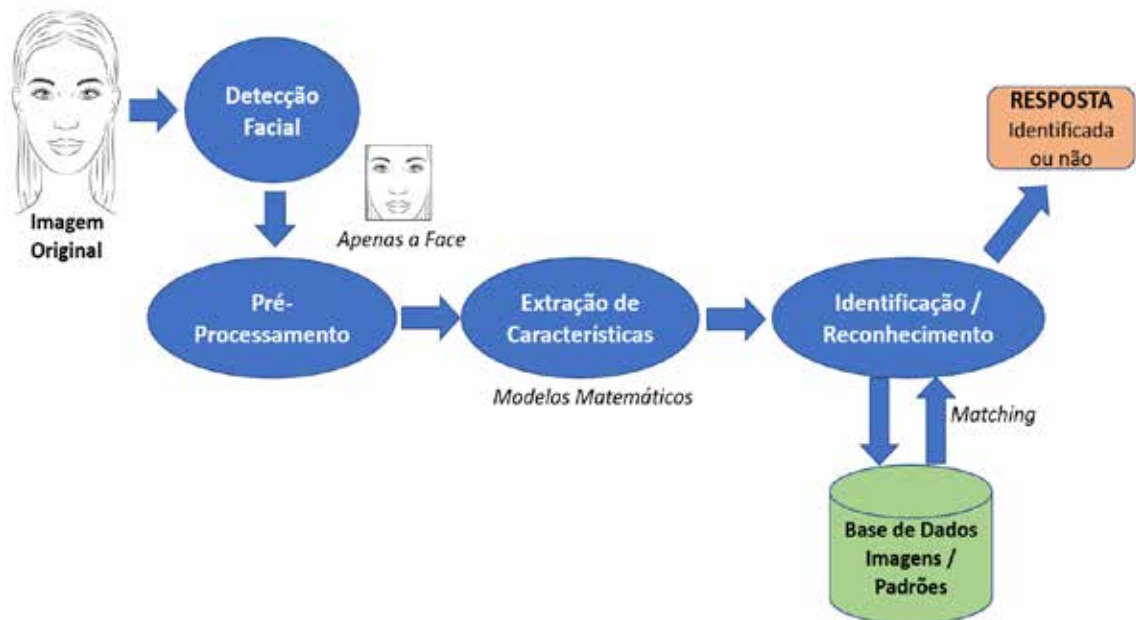 Imagem
Original
Detecção
Facial
Apenas a Face
Pré-
Processamento
Extração de
Características
Modelos Matemáticos
Identificação /
Reconhecimento
RESPOSTA
Identificada
ou não
Matching
Base de Dados
Imagens /
Padrões